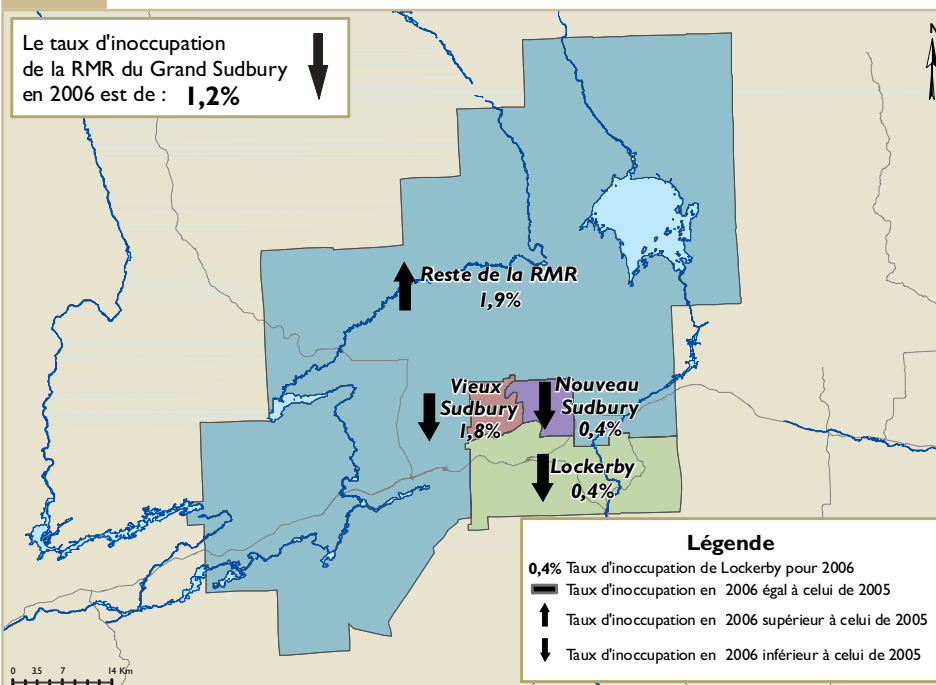 Le taux d'inoccupation
de la RMR du Grand Sudbury
en 2006 est de : 1,2%
N
Reste de la RMR
1,9%
Vieux
Sudbury
1,8%
Nouveau
Sudbury
0,4%
Lockerby
0,4%
Légende
0,4% Taux d'inoccupation de Lockerby pour 2006
Taux d'inoccupation en 2006 égal à celui de 2005
Taux d'inoccupation en 2006 supérieur à celui de 2005
Taux d'inoccupation en 2006 inférieur à celui de 2005
0 3.5 7 14 Km